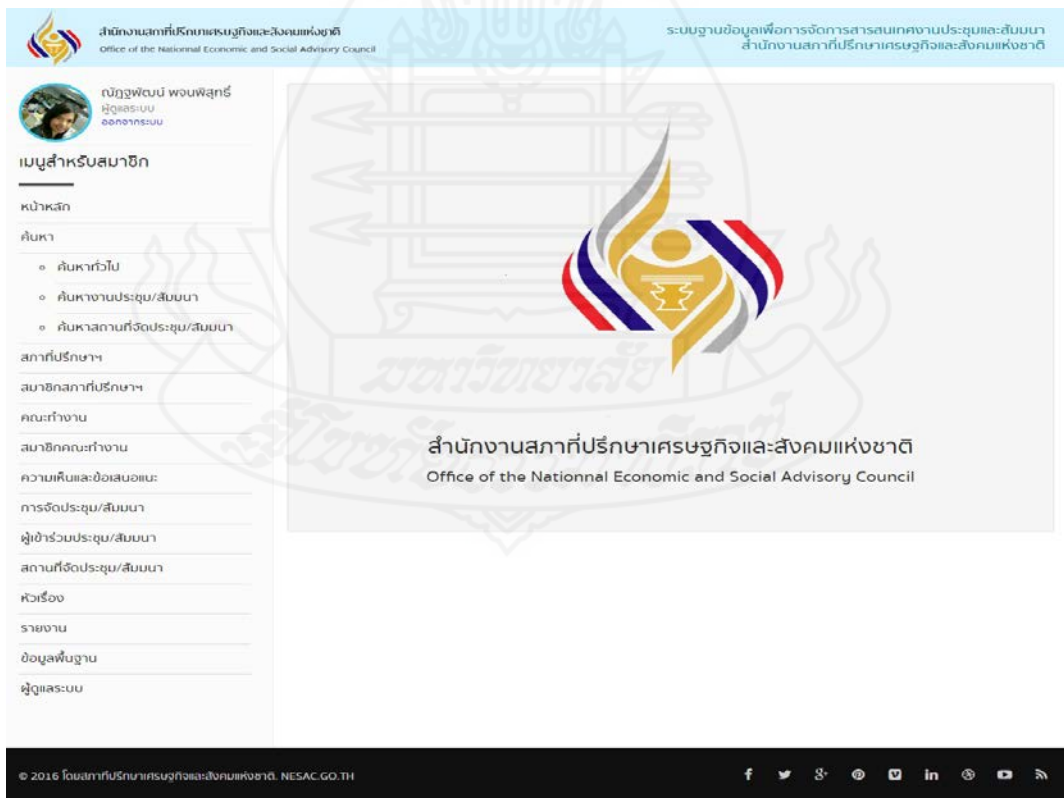 สำนักงานสภาที่ปรึกษาเศรษฐกิจและสังคมแห่งชาติ
Office of the Nationnal Economic and Social Advisory Council
ระบบฐานข้อมูลเพื่อการจัดการสารสนเทศงานประชุมและสัมมนา
สำนักงานสภาที่ปรึกษาเศรษฐกิจและสังคมแห่งชาติ
ณัฏฐพัฒน์ พจนพิสุทธิ์
ผู้ดูแลระบบ
ออกจากระบบ
เมนูสำหรับสมาชิก
หน้าหลัก
ค้นหา
ค้นหาทั่วไป
ค้นหางานประชุม/สัมมนา
ค้นหาสถานที่จัดประชุม/สัมมนา
สภาที่ปรึกษาฯ
สมาชิกสภาที่ปรึกษาฯ
คณะทำงาน
สมาชิกคณะทำงาน
ความเห็นและข้อเสนอแนะ
การจัดประชุม/สัมมนา
ผู้เข้าร่วมประชุม/สัมมนา
สถานที่จัดประชุม/สัมมนา
หัวเรื่อง
รายงาน
ข้อมูลพื้นฐาน
ผู้ดูแลระบบ
มหาวิทยาลัย
สุโขทัยธรรมาธิราช
สำนักงานสภาที่ปรึกษาเศรษฐกิจและสังคมแห่งชาติ
Office of the Nationnal Economic and Social Advisory Council
© 2016 โดยสภาที่ปรึกษาเศรษฐกิจและสังคมแห่งชาติ. NESAC.GO.TH